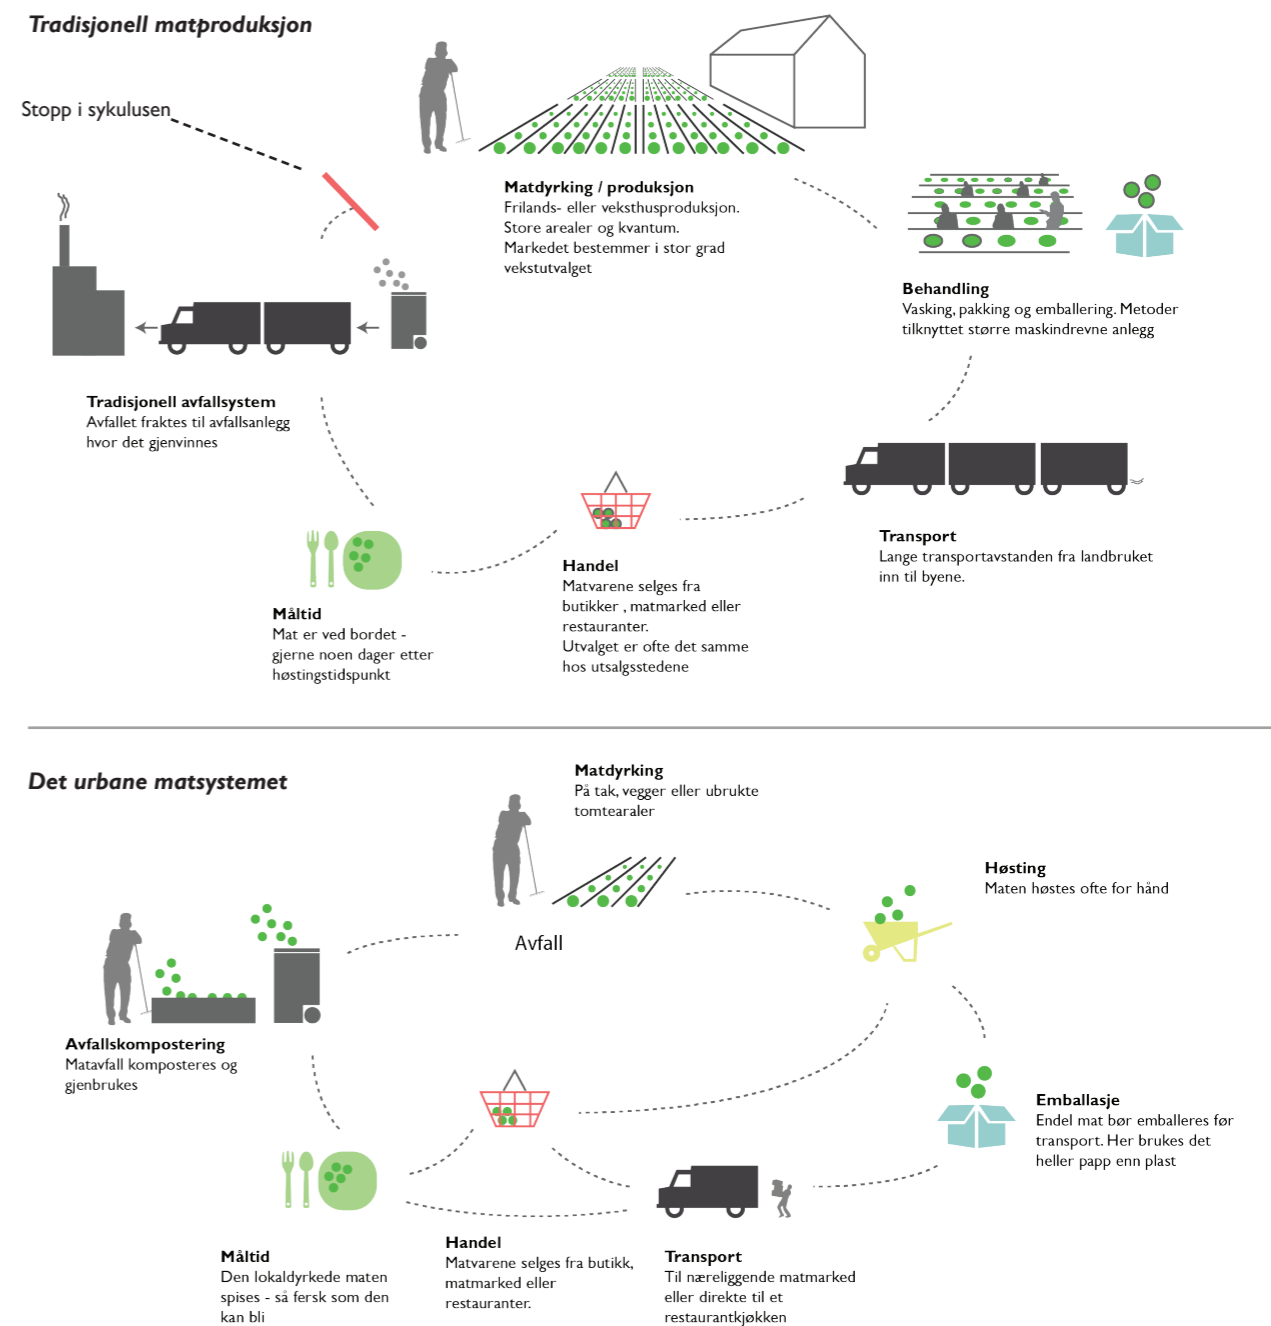 Tradisjonell matproduksjon
Stopp i sykulusen
Matdyrking / produksjon
Frilands- eller veksthusproduksjon.
Store arealer og kvantum.
Markedet bestemmer i stor grad
vekstutvalget
Behandling
Vasking, pakking og emballering. Metoder
tilknyttet større maskindrevne anlegg
Tradisjonell avfallsystem
Avfallet fraktes til avfallsanlegg
hvor det gjenvinnes
Transport
Lange transportavstanden fra landbruket
inn til byene.
Handel
Matvarene selges fra
butikker , matmarked eller
restauranter.
Utvalget er ofte det samme
hos utsalgsstedene
Måltid
Mat er ved bordet -
gjerne noen dager etter
høstingstidspunkt
Det urbane matsystemet
Matdyrking
På tak, vegger eller ubrukte
tomtearaler
Høsting
Maten høstes ofte for hånd
Avfall
Avfallskompostering
Matavfall komposteres og
gjenbrukes
Emballasje
Endel mat bør emballeres før
transport. Her brukes det
heller papp enn plast
Måltid
Den lokaldyrkede maten
spises - så fersk som den
kan bli
Handel
Matvarene selges fra butikk,
matmarked eller
restauranter.
Transport
Til næreliggende matmarked
eller direkte til et
restaurantkjøkken